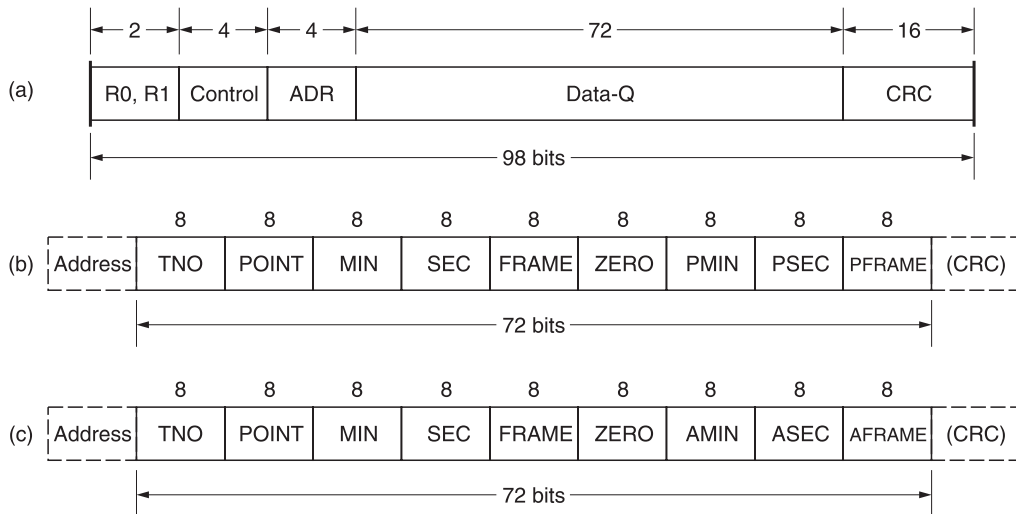 2 4 4 72 16
(a) R0, R1 Control ADR Data-Q CRC
98 bits
8 8 8 8 8 8 8 8 8
(b) Address TNO POINT MIN SEC FRAME ZERO PMIN PSEC PFRAME (CRC)
72 bits
8 8 8 8 8 8 8 8 8
(c) Address TNO POINT MIN SEC FRAME ZERO AMIN ASEC AFRAME (CRC)
72 bits